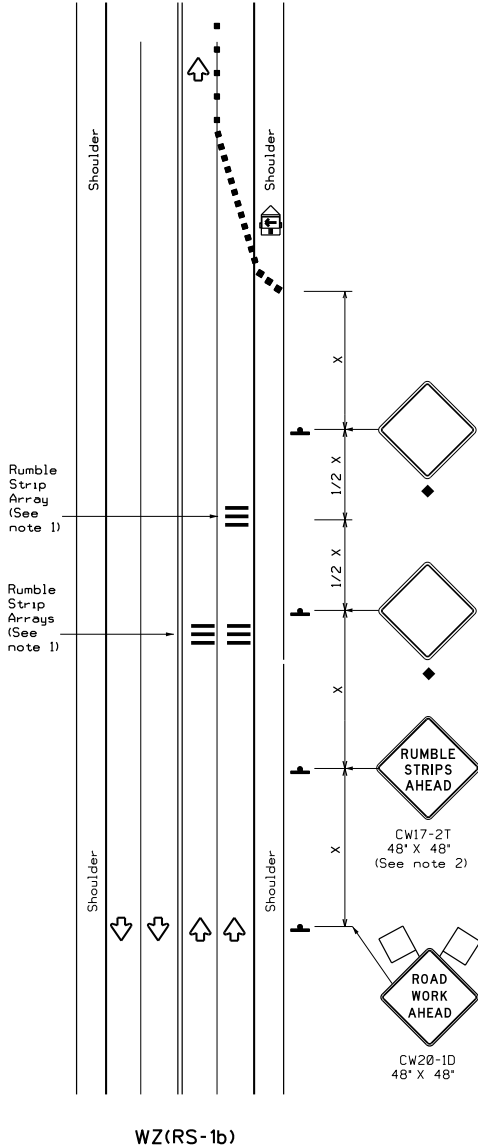 Shoulder
Shoulder
X
1/2 X
Rumble
Strip
Array
(See
note 1)
1/2 X
Rumble
Strip
Arrays
(See
note 1)
X
RUMBLE
STRIPS
AHEAD
CW17-2T
48" X 48"
(See note 2)
X
Shoulder
Shoulder
ROAD
WORK
AHEAD
CW20-1D
48" X 48"
WZ(RS-1b)